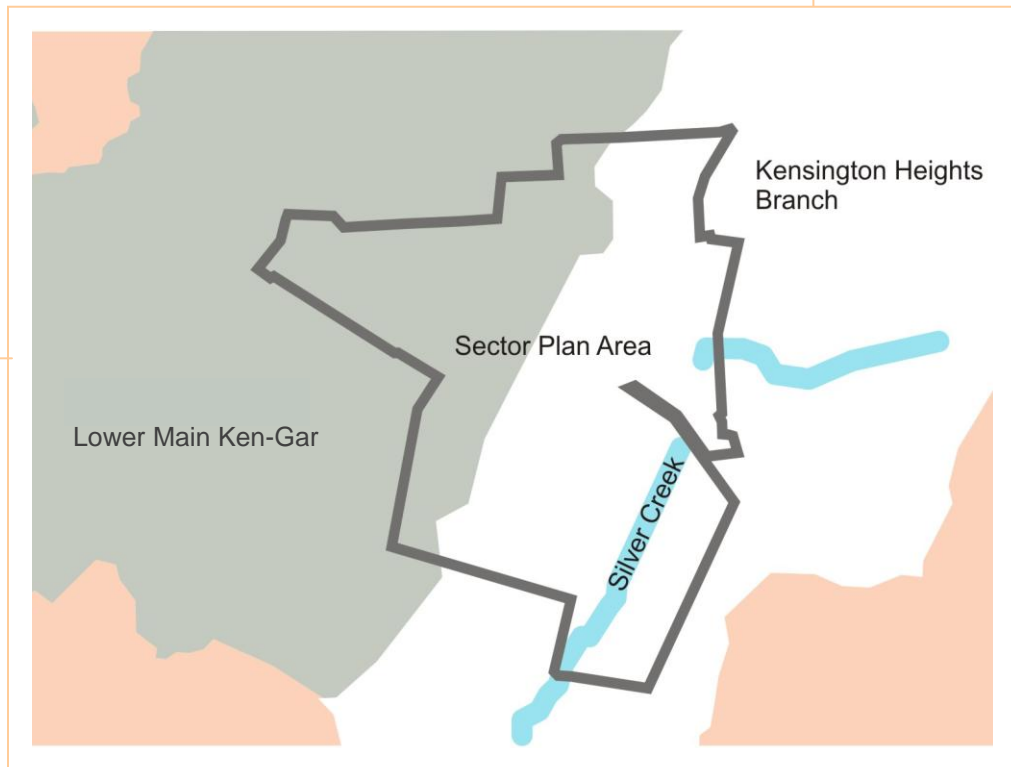 Kensington Heights
Branch
Sector Plan Area
Lower Main Ken-Gar
Silver Creek